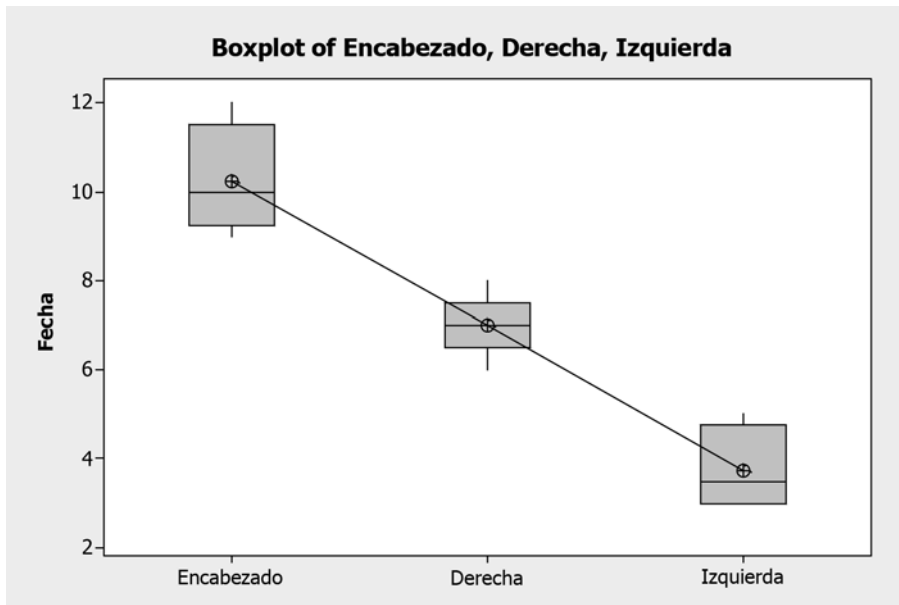 Boxplot of Encabezado, Derecha, Izquierda
12
10
8
6
4
2
Fecha
Encabezado
Derecha
Izquierda